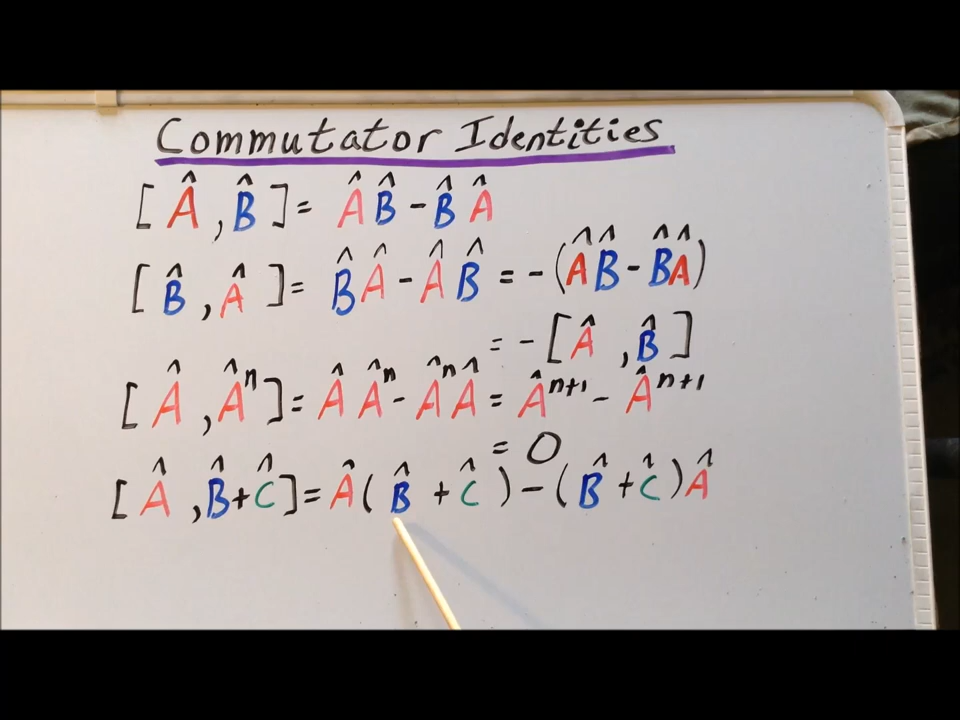 Commutator Identities
[Â, B̂] = ÂB̂ - B̂Â
[B̂, Â] = B̂Â - ÂB̂ = -(ÂB̂ - B̂Â)
= -[Â, B̂]
[Â, Âⁿ] = ÂÂⁿ - ÂⁿÂ = Âⁿ⁺¹ - Âⁿ⁺¹
= 0
[Â, B̂+Ĉ] = Â(B̂ + Ĉ) - (B̂ + Ĉ)Â